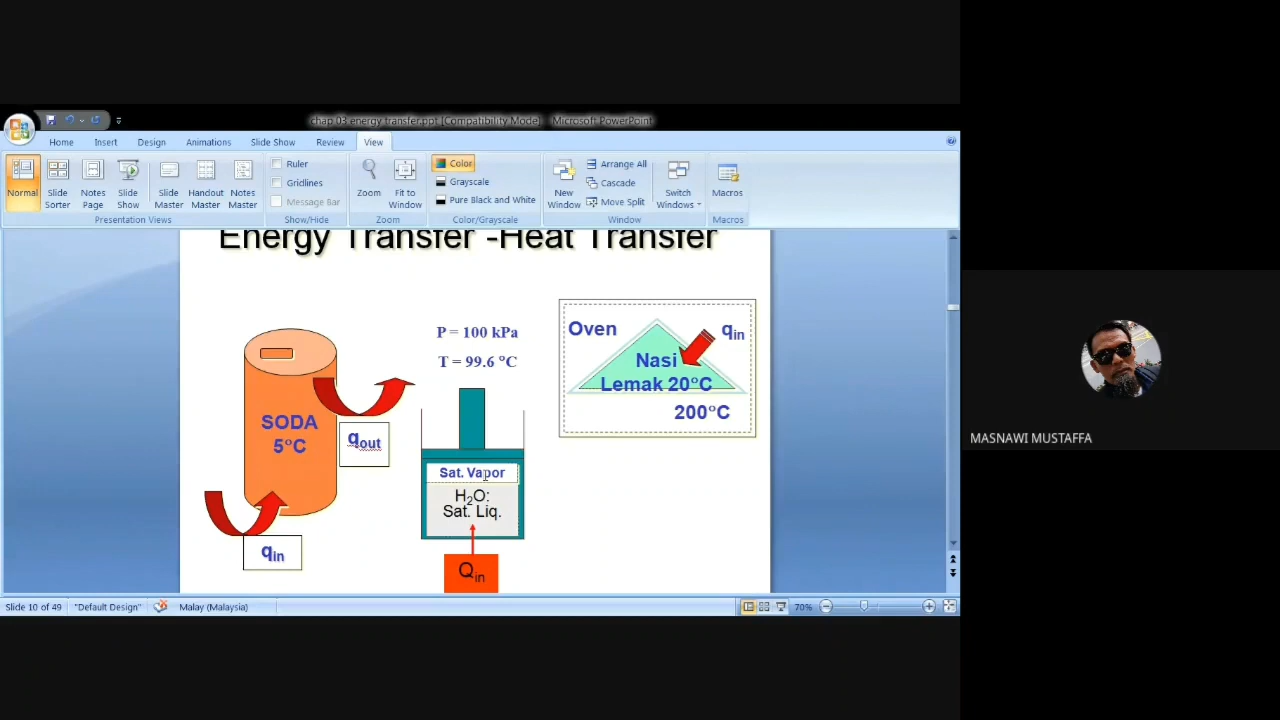 chap 03 energy transfer.ppt [Compatibility Mode] - Microsoft PowerPoint
Home Insert Design Animations Slide Show Review View
Normal
Slide Sorter
Notes Page
Slide Show
Slide Master
Handout Master
Notes Master
Presentation Views
Ruler
Gridlines
Message Bar
Show/Hide
Zoom
Fit to Window
Zoom
Color
Grayscale
Pure Black and White
Color/Grayscale
New Window
Arrange All
Cascade
Move Split
Switch Windows
Window
Macros
Macros
Energy Transfer -Heat Transfer
P = 100 kPa
T = 99.6 °C
SODA
5°C
qout
qin
Sat. Vapor
H2O:
Sat. Liq.
Qin
Oven
qin
Nasi
Lemak 20°C
200°C
MASNAWI MUSTAFFA
Slide 10 of 49 "Default Design" Malay (Malaysia) 70%